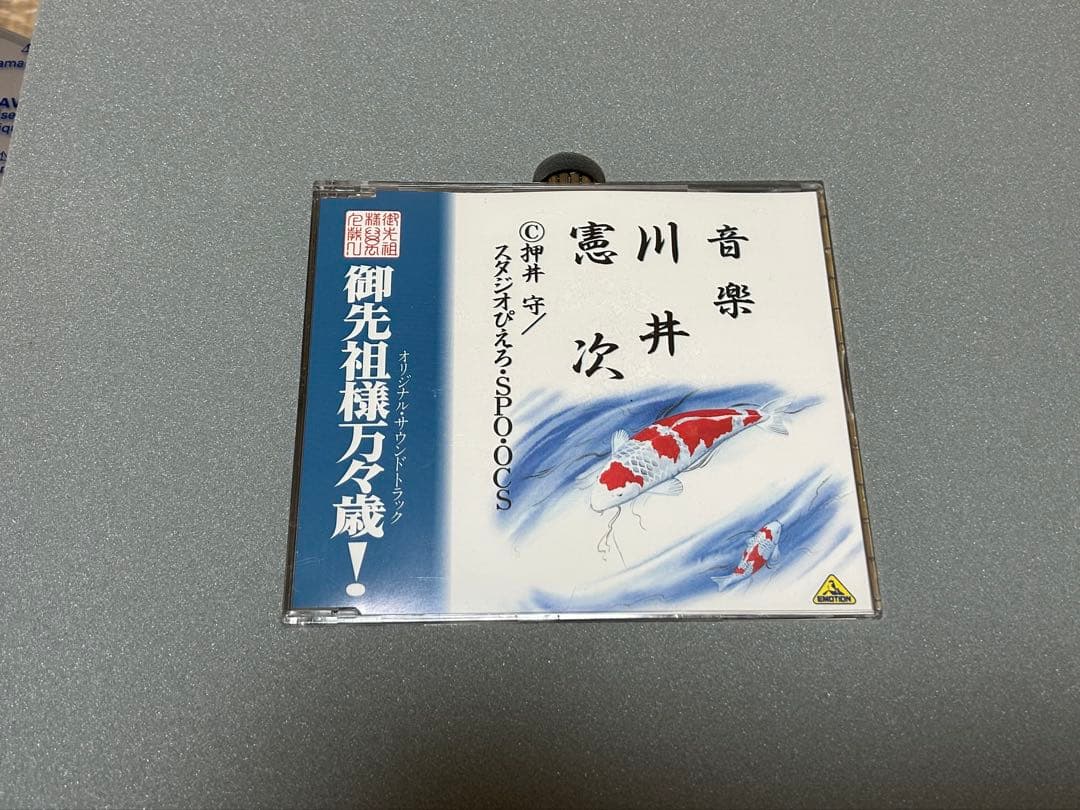 音楽
川井
憲次
©押井 守／
スタジオぴえろ・SPO・OCS
オリジナル・サウンドトラック
御先祖様万々歳！
EMOTION